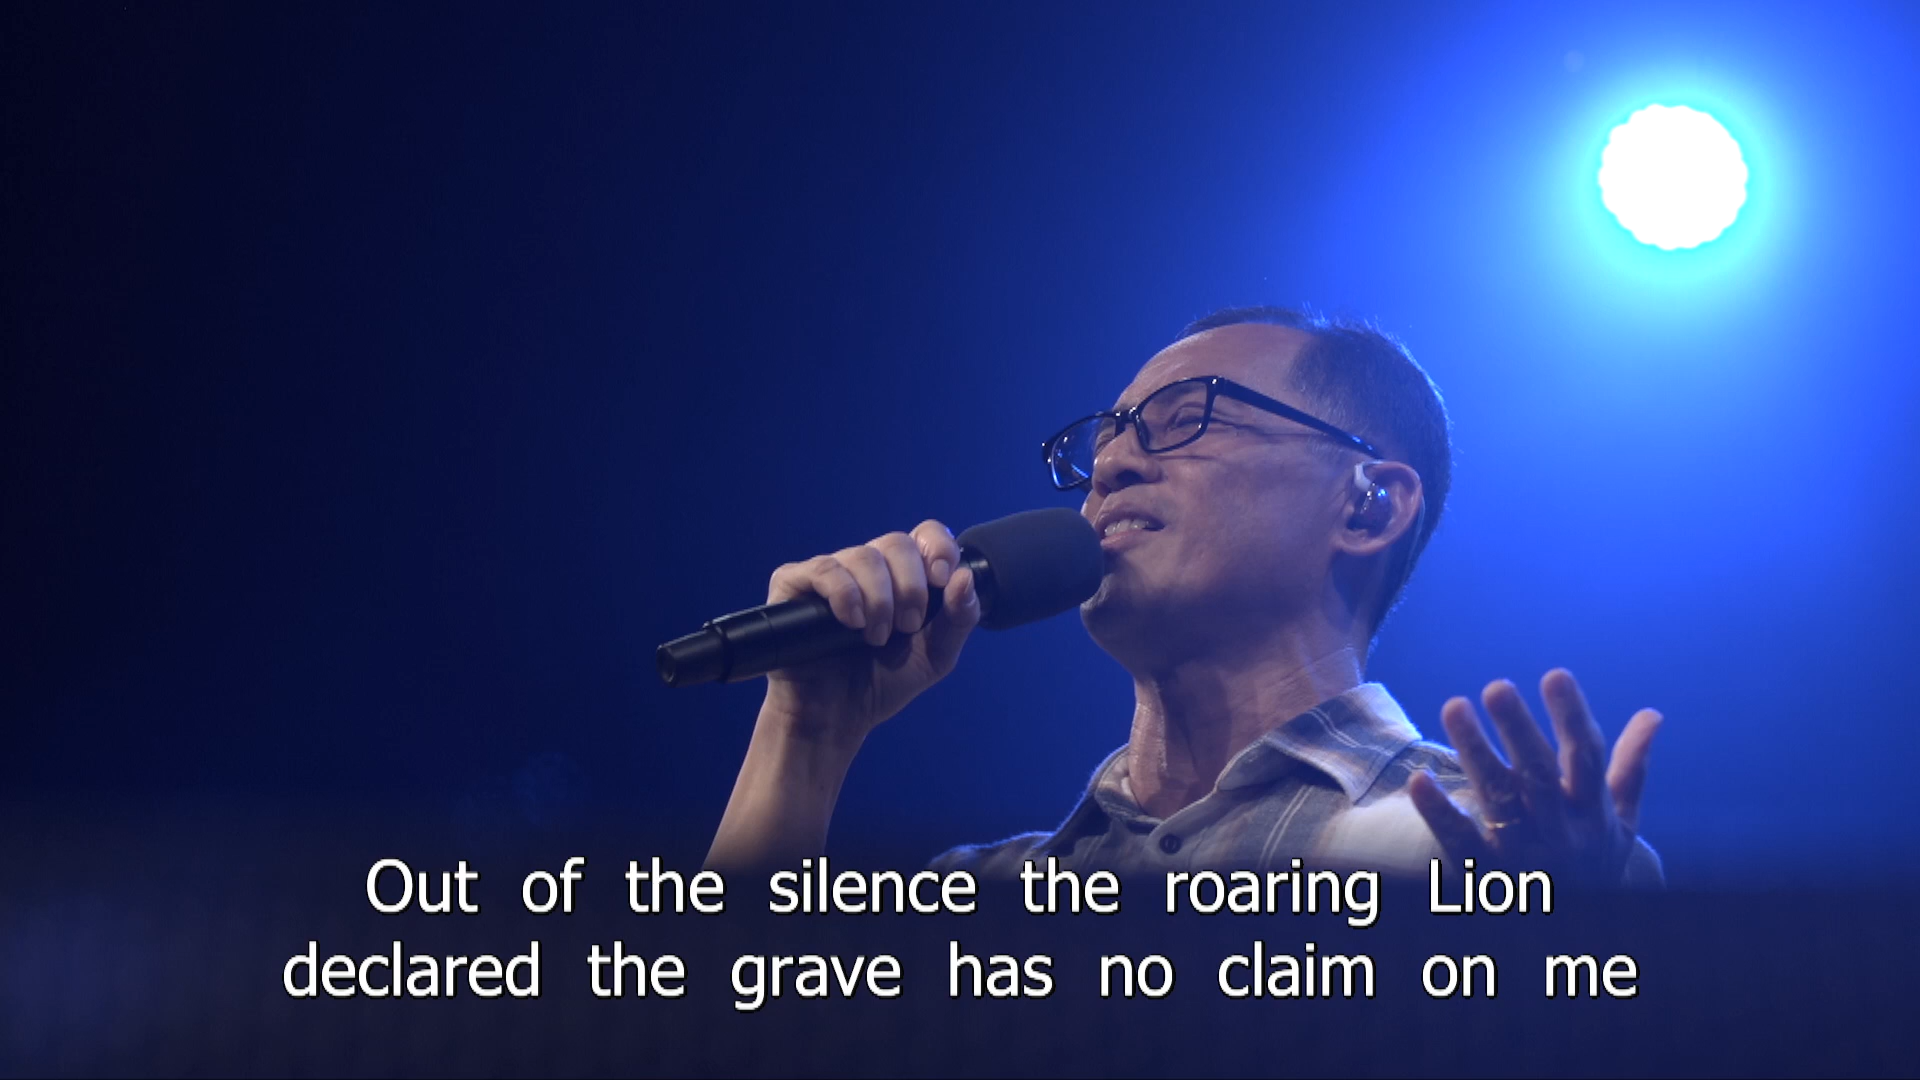 Out of the silence the roaring Lion
declared the grave has no claim on me